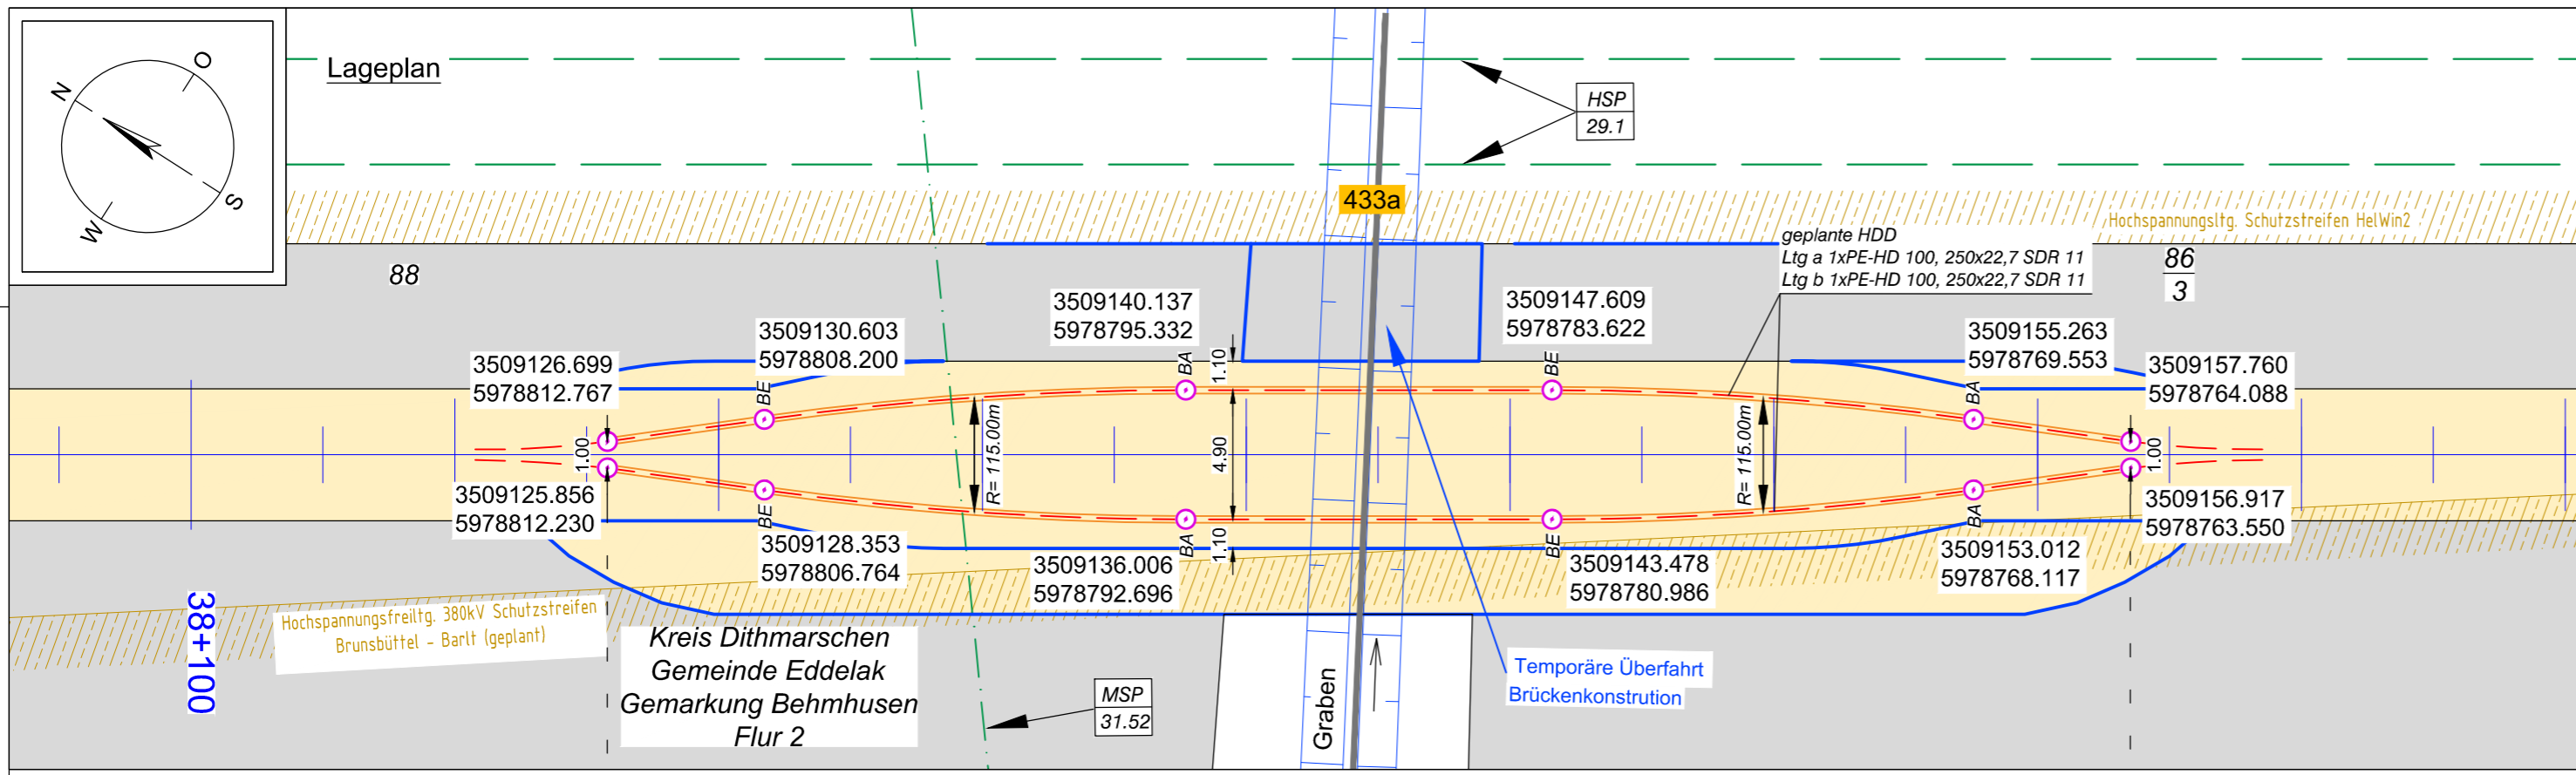 N
O
S
W
Lageplan
HSP
29.1
433a
Hochspannungsltg. Schutzstreifen HelWin2
geplante HDD
Ltg a 1xPE-HD 100, 250x22,7 SDR 11
Ltg b 1xPE-HD 100, 250x22,7 SDR 11
88
86
3
3509140.137
5978795.332
3509147.609
5978783.622
3509130.603
5978808.200
3509155.263
5978769.553
3509126.699
5978812.767
3509157.760
5978764.088
BE
BA
1.10
BE
BA
1.00
R= 115.00m
4.90
R= 115.00m
1.00
3509125.856
5978812.230
3509156.917
5978763.550
BE
BA
1.10
BE
BA
3509128.353
5978806.764
3509136.006
5978792.696
3509143.478
5978780.986
3509153.012
5978768.117
38+100
Hochspannungsfreiltg. 380kV Schutzstreifen
Brunsbüttel - Barlt (geplant)
Kreis Dithmarschen
Gemeinde Eddelak
Gemarkung Behmhusen
Flur 2
MSP
31.52
Graben
Temporäre Überfahrt
Brückenkonstrution